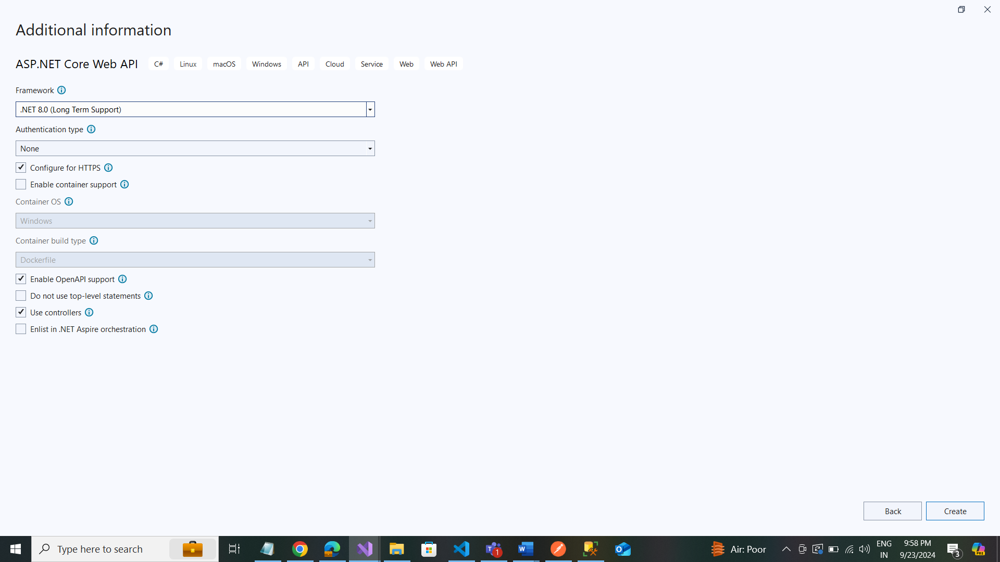 Additional information
ASP.NET Core Web API C# Linux macOS Windows API Cloud Service Web Web API
Framework
.NET 8.0 (Long Term Support)
Authentication type
None
Configure for HTTPS
Enable container support
Container OS
Windows
Container build type
Dockerfile
Enable OpenAPI support
Do not use top-level statements
Use controllers
Enlist in .NET Aspire orchestration
Back Create
Type here to search
Air: Poor
ENG
IN
9:58 PM
9/23/2024
3
1
PRE